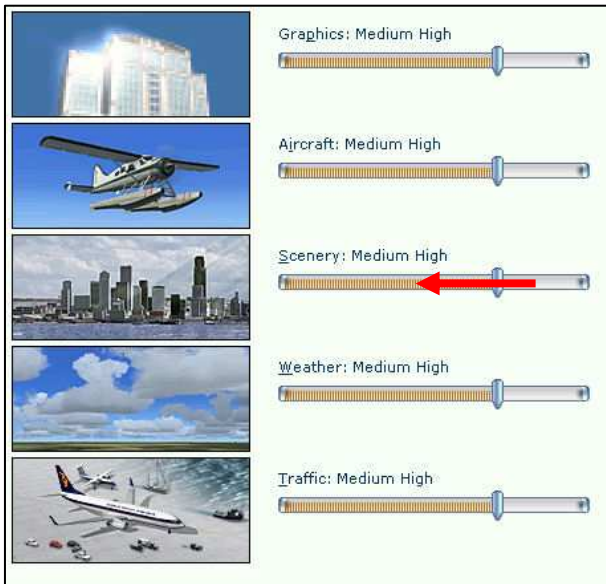 Graphics: Medium High
Aircraft: Medium High
Scenery: Medium High
Weather: Medium High
Traffic: Medium High